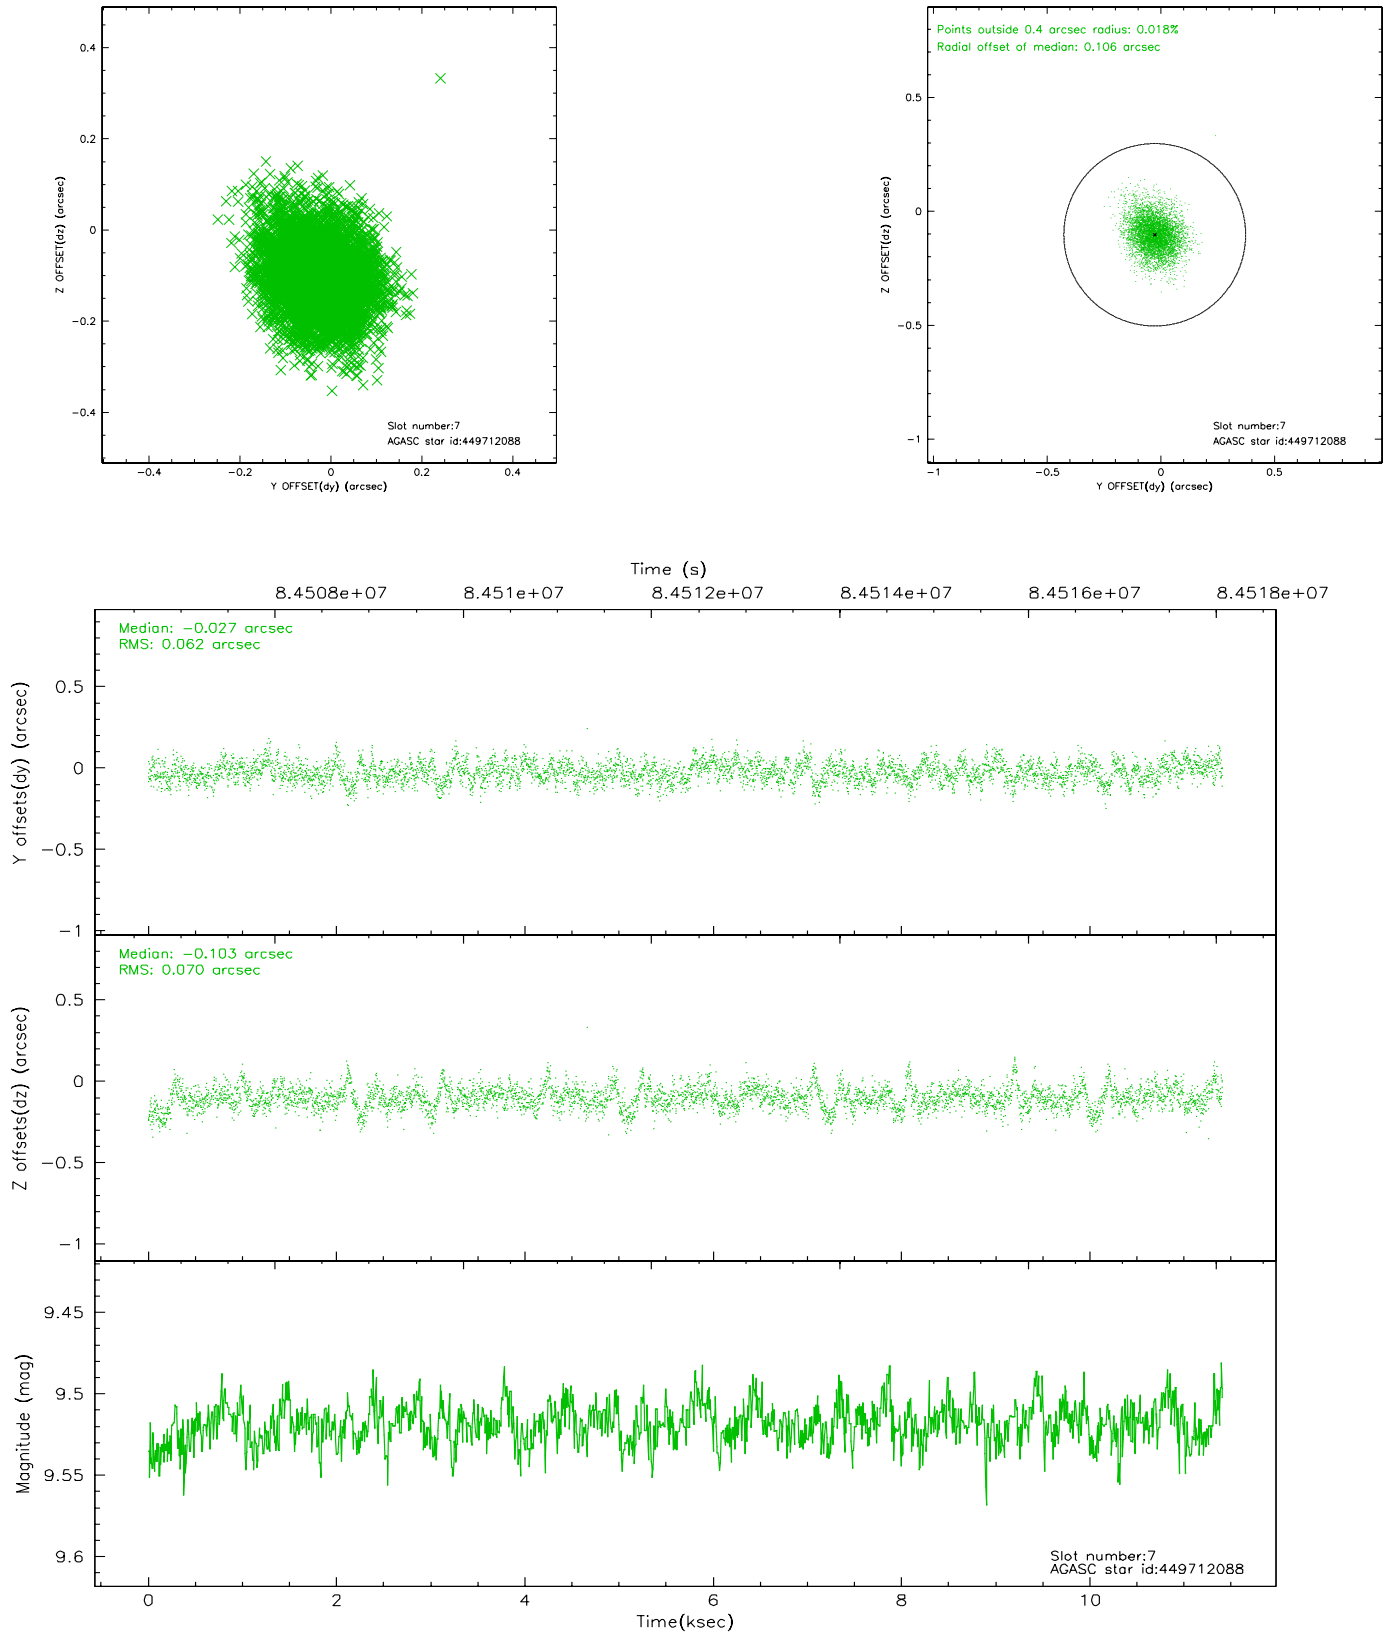 0.4
0.2
0
−0.2
−0.4
Z OFFSET(dz) (arcsec)
Slot number:7
AGASC star id:449712088
−0.4 −0.2 0 0.2 0.4
Y OFFSET(dy) (arcsec)
Points outside 0.4 arcsec radius: 0.018%
Radial offset of median: 0.106 arcsec
0.5
0
−0.5
−1
Z OFFSET(dz) (arcsec)
Slot number:7
AGASC star id:449712088
−1 −0.5 0 0.5
Y OFFSET(dy) (arcsec)
Time (s)
8.4508e+07 8.451e+07 8.4512e+07 8.4514e+07 8.4516e+07 8.4518e+07
Median: −0.027 arcsec
RMS: 0.062 arcsec
0.5
0
−0.5
−1
Y offsets(dy) (arcsec)
Median: −0.103 arcsec
RMS: 0.070 arcsec
0.5
0
−0.5
−1
Z offsets(dz) (arcsec)
9.45
9.5
9.55
9.6
Magnitude (mag)
Slot number:7
AGASC star id:449712088
0 2 4 6 8 10
Time(ksec)